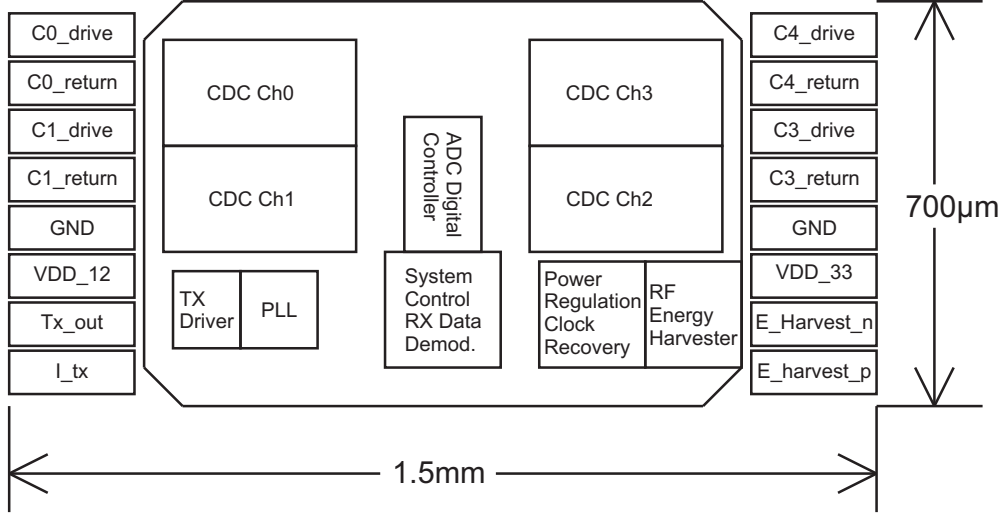 C0_drive
C0_return
C1_drive
C1_return
GND
VDD_12
Tx_out
I_tx
CDC Ch0
CDC Ch1
TX
Driver
PLL
ADC Digital
Controller
System
Control
RX Data
Demod.
CDC Ch3
CDC Ch2
Power
Regulation
Clock
Recovery
RF
Energy
Harvester
C4_drive
C4_return
C3_drive
C3_return
GND
VDD_33
E_Harvest_n
E_harvest_p
700µm
1.5mm